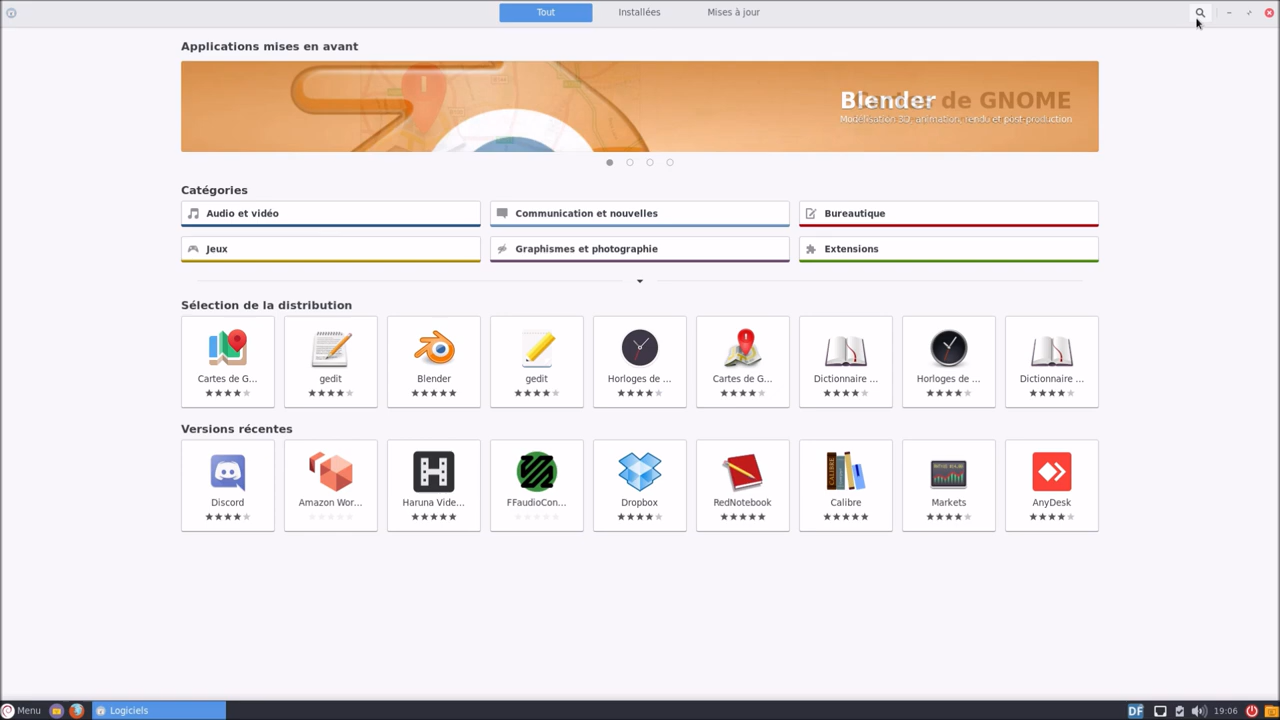 Tout Installées Mises à jour
Applications mises en avant
Blender de GNOME
Modélisation 3D, animation, rendu et post-production
Catégories
Audio et vidéo Communication et nouvelles Bureautique
Jeux Graphismes et photographie Extensions
Sélection de la distribution
Cartes de G... gedit Blender gedit Horloges de ... Cartes de G... Dictionnaire ... Horloges de ... Dictionnaire ...
Versions récentes
Discord Amazon Wor... Haruna Vide... FFaudioCon... Dropbox RedNotebook Calibre Markets AnyDesk
Menu Logiciels DF 19:06